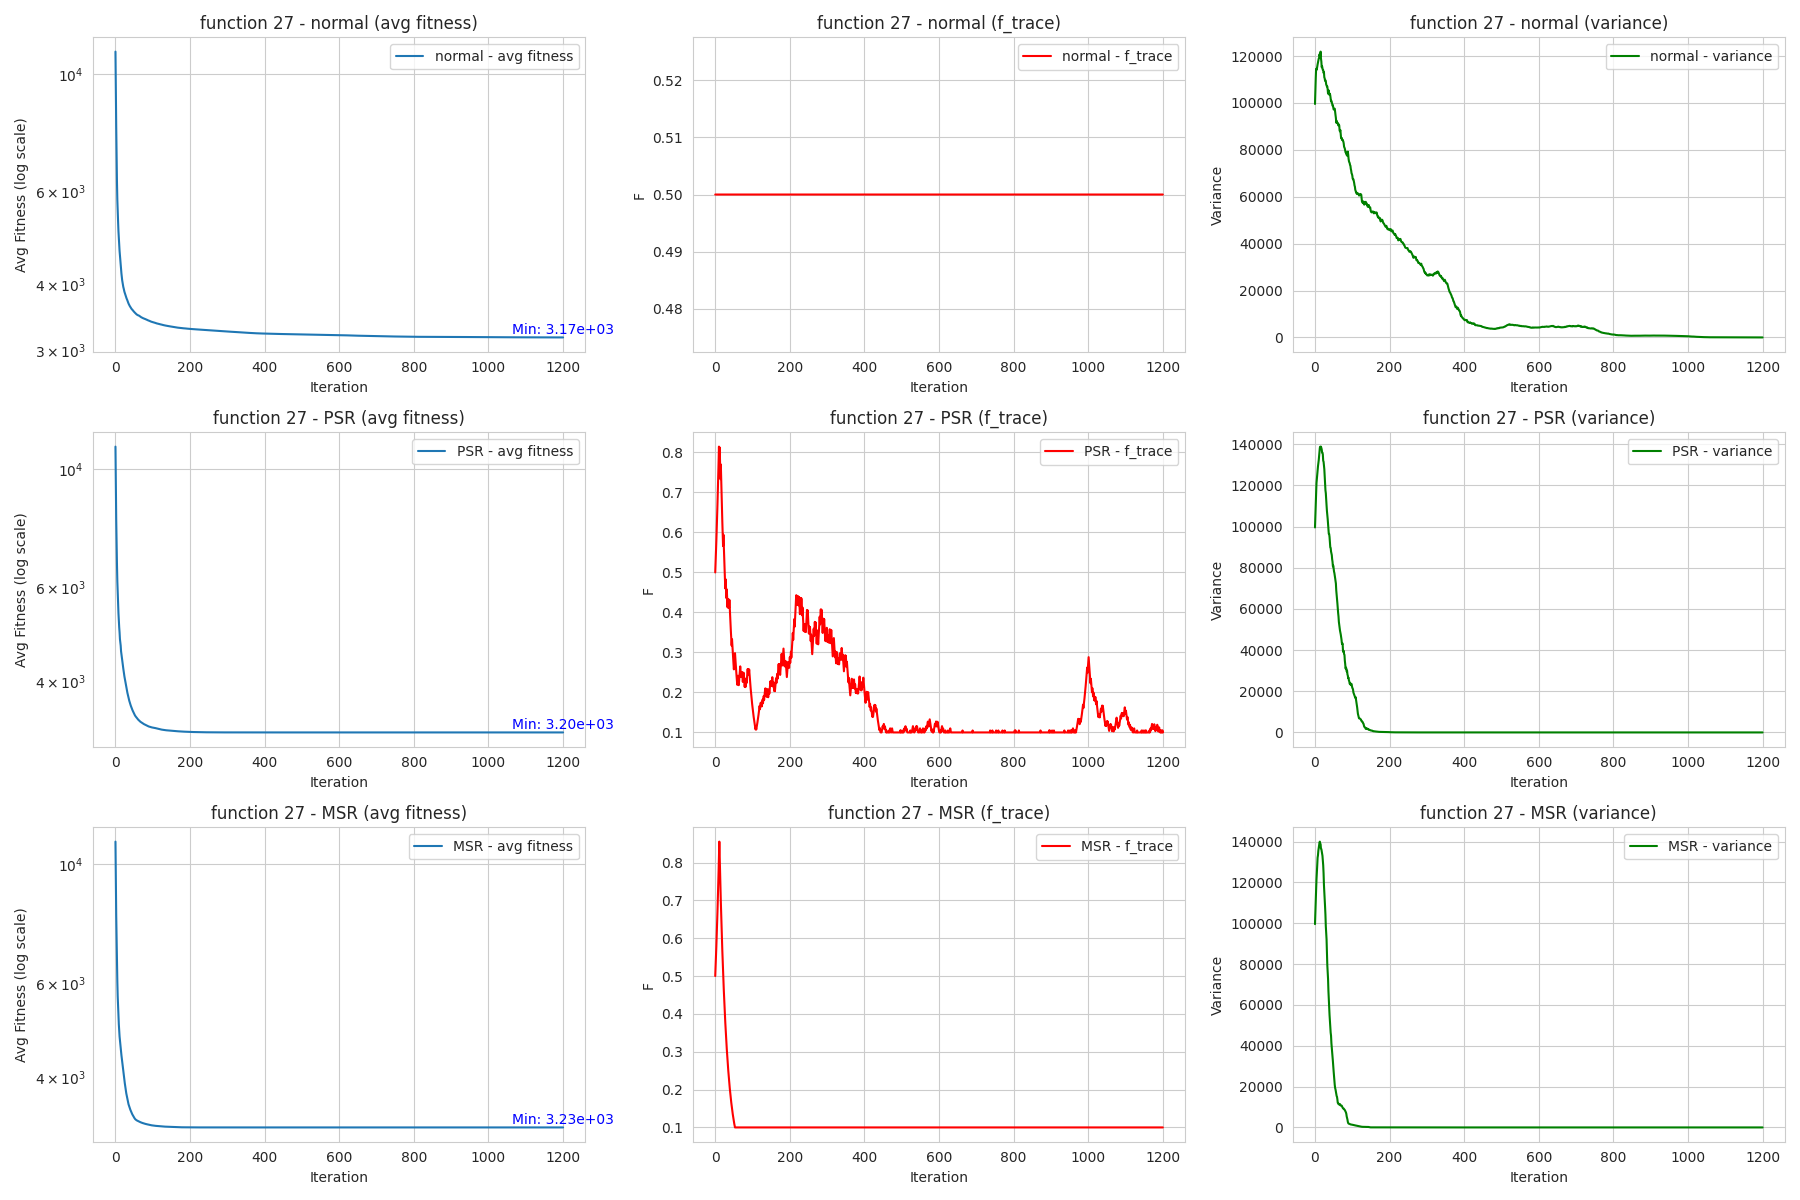 function 27 - normal (avg fitness)
normal - avg fitness
Avg Fitness (log scale)
10^4
6 × 10^3
4 × 10^3
3 × 10^3
Min: 3.17e+03
0 200 400 600 800 1000 1200
Iteration
function 27 - normal (f_trace)
normal - f_trace
F
0.52
0.51
0.50
0.49
0.48
0 200 400 600 800 1000 1200
Iteration
function 27 - normal (variance)
normal - variance
Variance
120000
100000
80000
60000
40000
20000
0
0 200 400 600 800 1000 1200
Iteration
function 27 - PSR (avg fitness)
PSR - avg fitness
Avg Fitness (log scale)
10^4
6 × 10^3
4 × 10^3
Min: 3.20e+03
0 200 400 600 800 1000 1200
Iteration
function 27 - PSR (f_trace)
PSR - f_trace
F
0.8
0.7
0.6
0.5
0.4
0.3
0.2
0.1
0 200 400 600 800 1000 1200
Iteration
function 27 - PSR (variance)
PSR - variance
Variance
140000
120000
100000
80000
60000
40000
20000
0
0 200 400 600 800 1000 1200
Iteration
function 27 - MSR (avg fitness)
MSR - avg fitness
Avg Fitness (log scale)
10^4
6 × 10^3
4 × 10^3
Min: 3.23e+03
0 200 400 600 800 1000 1200
Iteration
function 27 - MSR (f_trace)
MSR - f_trace
F
0.8
0.7
0.6
0.5
0.4
0.3
0.2
0.1
0 200 400 600 800 1000 1200
Iteration
function 27 - MSR (variance)
MSR - variance
Variance
140000
120000
100000
80000
60000
40000
20000
0
0 200 400 600 800 1000 1200
Iteration